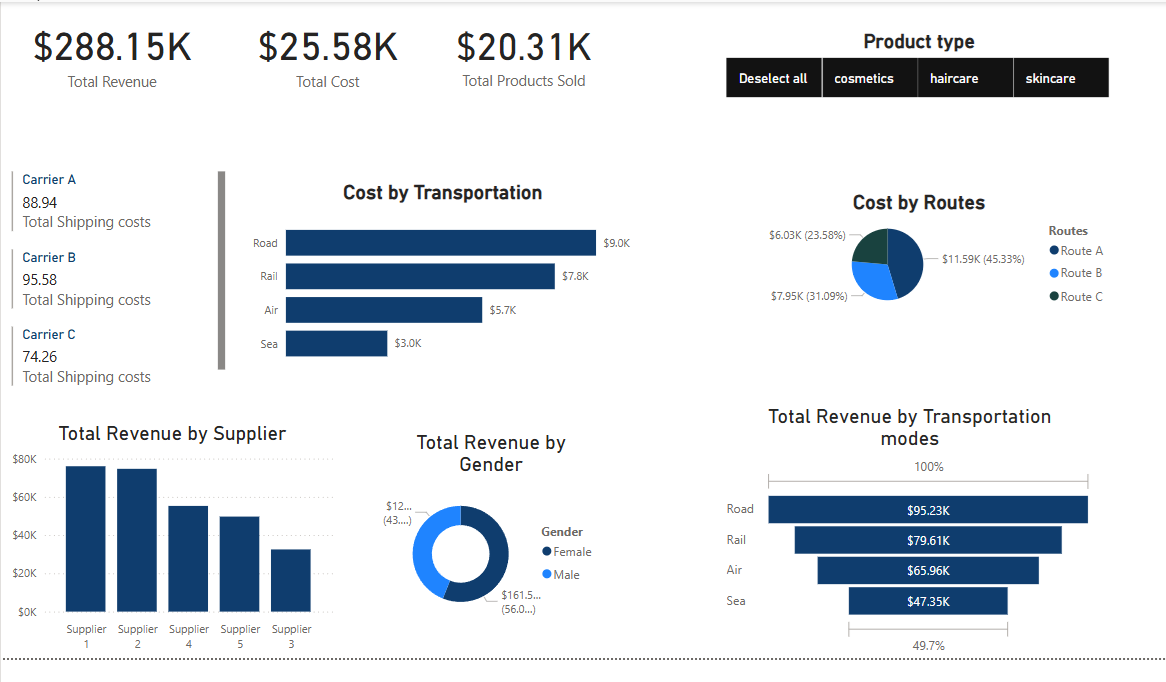 $288.15K
Total Revenue
$25.58K
Total Cost
$20.31K
Total Products Sold
Product type
Deselect all
cosmetics
haircare
skincare
Carrier A
88.94
Total Shipping costs
Carrier B
95.58
Total Shipping costs
Carrier C
74.26
Total Shipping costs
Cost by Transportation
Road
$9.0K
Rail
$7.8K
Air
$5.7K
Sea
$3.0K
Cost by Routes
$6.03K (23.58%)
$11.59K (45.33%)
$7.95K (31.09%)
Routes
Route A
Route B
Route C
Total Revenue by Supplier
$80K
$60K
$40K
$20K
$0K
Supplier
1
Supplier
2
Supplier
4
Supplier
5
Supplier
3
Total Revenue by
Gender
$12...
(43....)
$161.5...
(56.0...)
Gender
Female
Male
Total Revenue by Transportation
modes
100%
Road
$95.23K
Rail
$79.61K
Air
$65.96K
Sea
$47.35K
49.7%